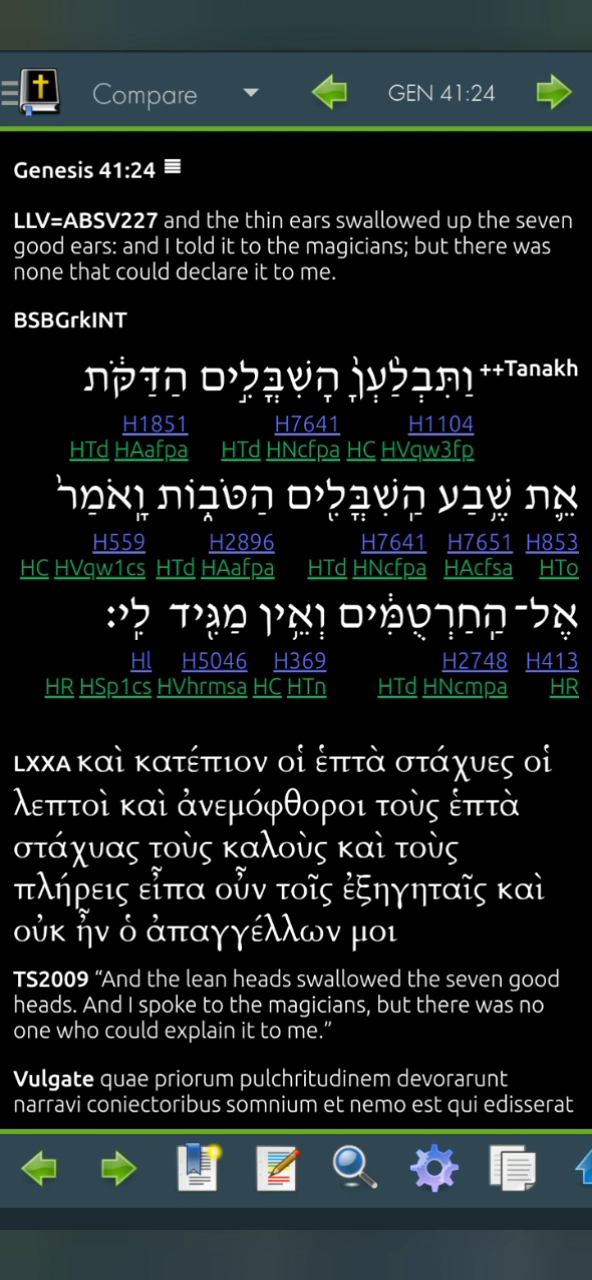 Compare
GEN 41:24
Genesis 41:24
LLV=ABSV227 and the thin ears swallowed up the seven
good ears: and I told it to the magicians; but there was
none that could declare it to me.
BSBGrkINT
++Tanakh וַתִּבְלַ֙עְןָ֙ הָשִׁבֳּלִ֣ים הַדַּקֹּ֔ת
H1104 H7641 H1851
HTd HAafpa HTd HNcfpa HC HVqw3fp
אֵ֛ת שֶׁ֥בַע הַֽשִׁבֳּלִ֖ים הַטֹּב֑וֹת וָֽאֹמַר֙
H853 H7651 H7641 H2896 H559
HC HVqw1cs HTd HAafpa HTd HNcfpa HAcfsa HTo
אֶל־הַֽחַרְטֻמִּ֔ים וְאֵ֥ין מַגִּ֖יד לִֽי׃
H413 H2748 H369 H5046 Hl
HR HSp1cs HVhrmsa HC HTn HTd HNcmpa HR
LXXA καὶ κατέπιον οἱ ἑπτὰ στάχυες οἱ
λεπτοὶ καὶ ἀνεμόφθοροι τοὺς ἑπτὰ
στάχυας τοὺς καλοὺς καὶ τοὺς
πλήρεις εἶπα οὖν τοῖς ἐξηγηταῖς καὶ
οὐκ ἦν ὁ ἀπαγγέλλων μοι
TS2009 “And the lean heads swallowed the seven good
heads. And I spoke to the magicians, but there was no
one who could explain it to me.”
Vulgate quae priorum pulchritudinem devorarunt
narravi coniectoribus somnium et nemo est qui edisserat